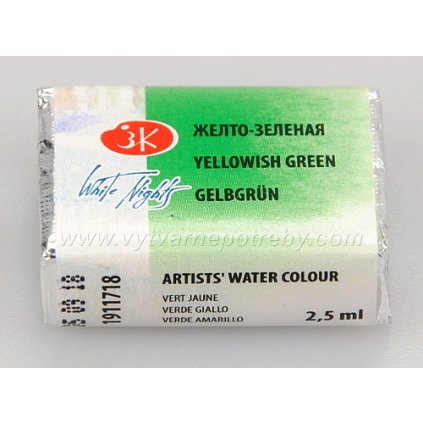 ЗК
ЖЕЛТО-ЗЕЛЕНАЯ
YELLOWISH GREEN
White Nights
GELBGRÜN
www.vytvarnepotreby.com
ARTISTS' WATER COLOUR
VERT JAUNE
VERDE GIALLO
VERDE AMARILLO
2,5 ml
1911718